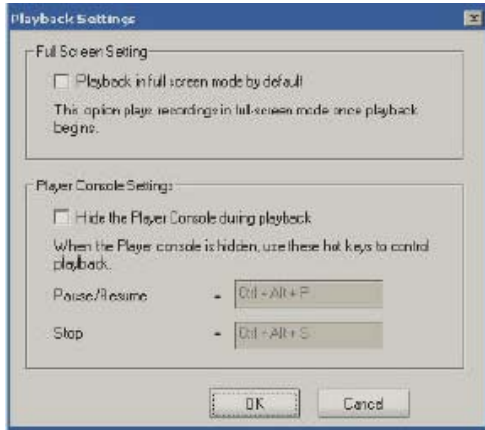 Playback Settings
Full Screen Setting
Playback in full screen mode by default
This option plays recordings in full-screen mode once playback
begins.
Player Console Settings
Hide the Player Console during playback
When the Player console is hidden, use these hot keys to control
playback.
Pause/Resume - Ctrl + Alt + P
Stop - Ctrl + Alt + S
OK Cancel